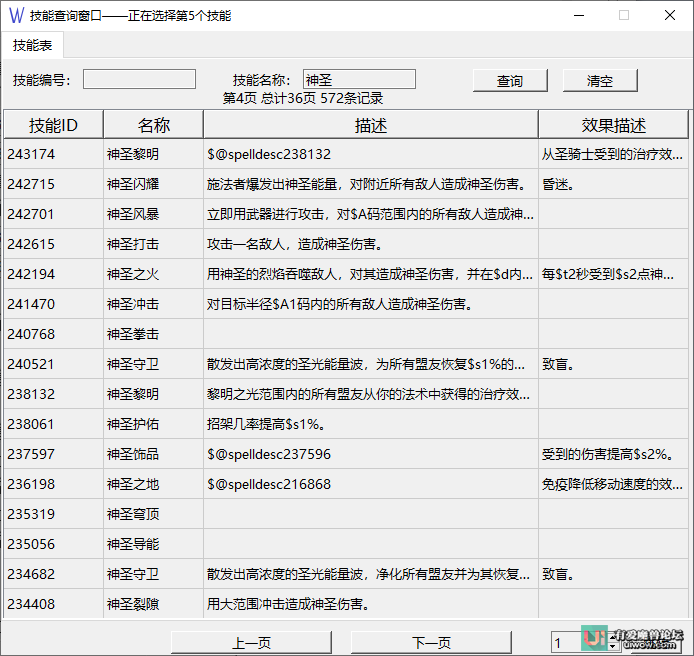 技能查询窗口——正在选择第5个技能
技能表
技能编号: 技能名称: 神圣 查询 清空
第4页 总计36页 572条记录
技能ID 名称 描述 效果描述
243174 神圣黎明 $@spelldesc238132 从圣骑士受到的治疗效...
242715 神圣闪耀 施法者爆发出神圣能量，对附近所有敌人造成神圣伤害。 昏迷。
242701 神圣风暴 立即用武器进行攻击，对$A码范围内的所有敌人造成神...
242615 神圣打击 攻击一名敌人，造成神圣伤害。
242194 神圣之火 用神圣的烈焰吞噬敌人，对其造成神圣伤害，并在$d内... 每$t2秒受到$s2点神...
241470 神圣冲击 对目标半径$A1码内的所有敌人造成神圣伤害。
240768 神圣拳击
240521 神圣守卫 散发出高浓度的圣光能量波，为所有盟友恢复$s1%的... 致盲。
238132 神圣黎明 黎明之光范围内的所有盟友从你的法术中获得的治疗效...
238061 神圣护佑 招架几率提高$s1%。
237597 神圣饰品 $@spelldesc237596 受到的伤害提高$s2%。
236198 神圣之地 $@spelldesc216868 免疫降低移动速度的效...
235319 神圣穹顶
235056 神圣导能
234682 神圣守卫 散发出高浓度的圣光能量波，净化所有盟友并为其恢复... 致盲。
234408 神圣裂隙 用大范围冲击造成神圣伤害。
上一页 下一页 1
有爱魔兽论坛
uiwow.com